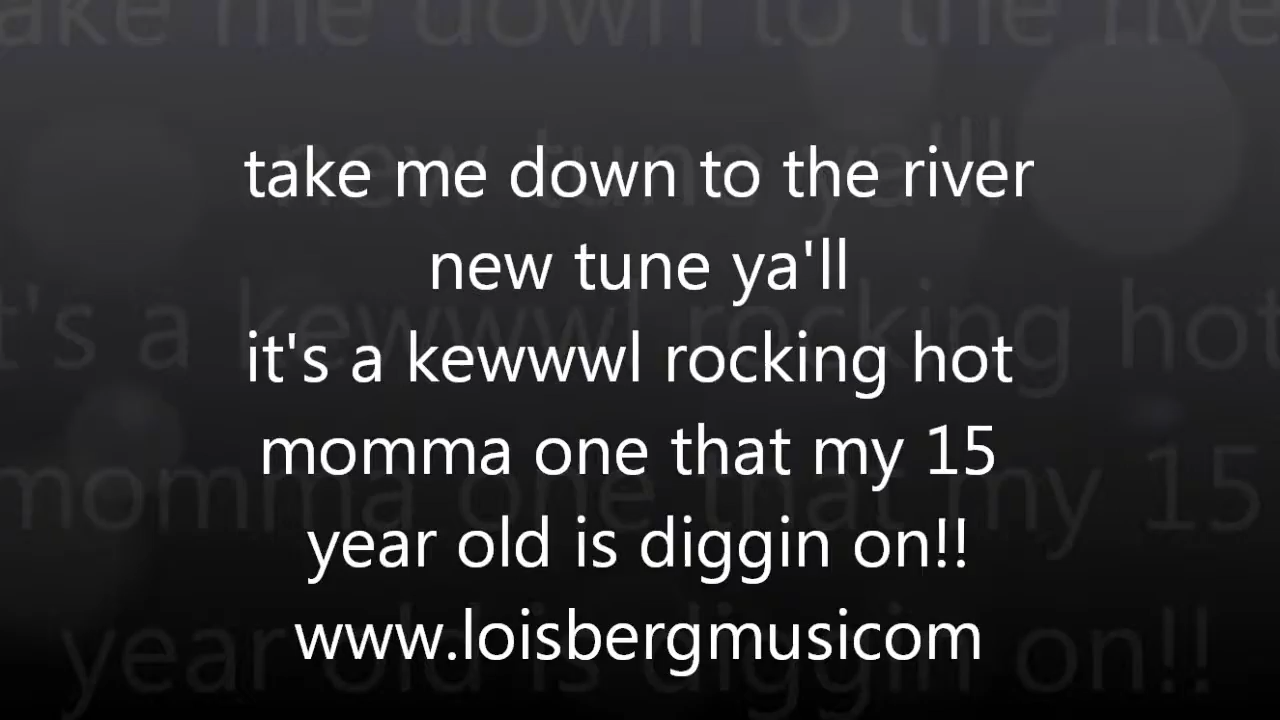 take me down to the river
new tune ya'll
it's a kewwwl rocking hot
momma one that my 15
year old is diggin on!!
www.loisbergmusicom